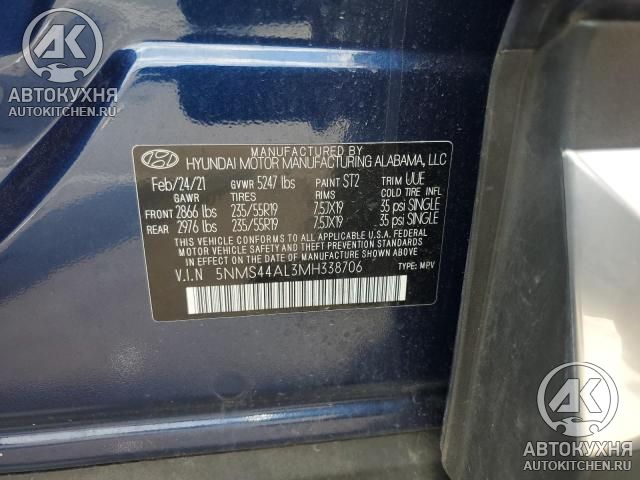 AK
АВТОКУХНЯ
AUTOKITCHEN.RU
MANUFACTURED BY
HYUNDAI MOTOR MANUFACTURING ALABAMA, LLC
Feb/24/21 GVWR 5247 lbs PAINT ST2 TRIM UUE
GAWR TIRES RIMS COLD TIRE INFL
FRONT 2866 lbs 235/55R19 7.5JX19 35 psi SINGLE
REAR 2976 lbs 235/55R19 7.5JX19 35 psi SINGLE
THIS VEHICLE CONFORMS TO ALL APPLICABLE U.S.A. FEDERAL
MOTOR VEHICLE SAFETY AND THEFT PREVENTION STANDARDS
IN EFFECT ON THE DATE OF MANUFACTURE SHOWN ABOVE.
V.I.N 5NMS44AL3MH338706 TYPE: MPV
AK
АВТОКУХНЯ
AUTOKITCHEN.RU